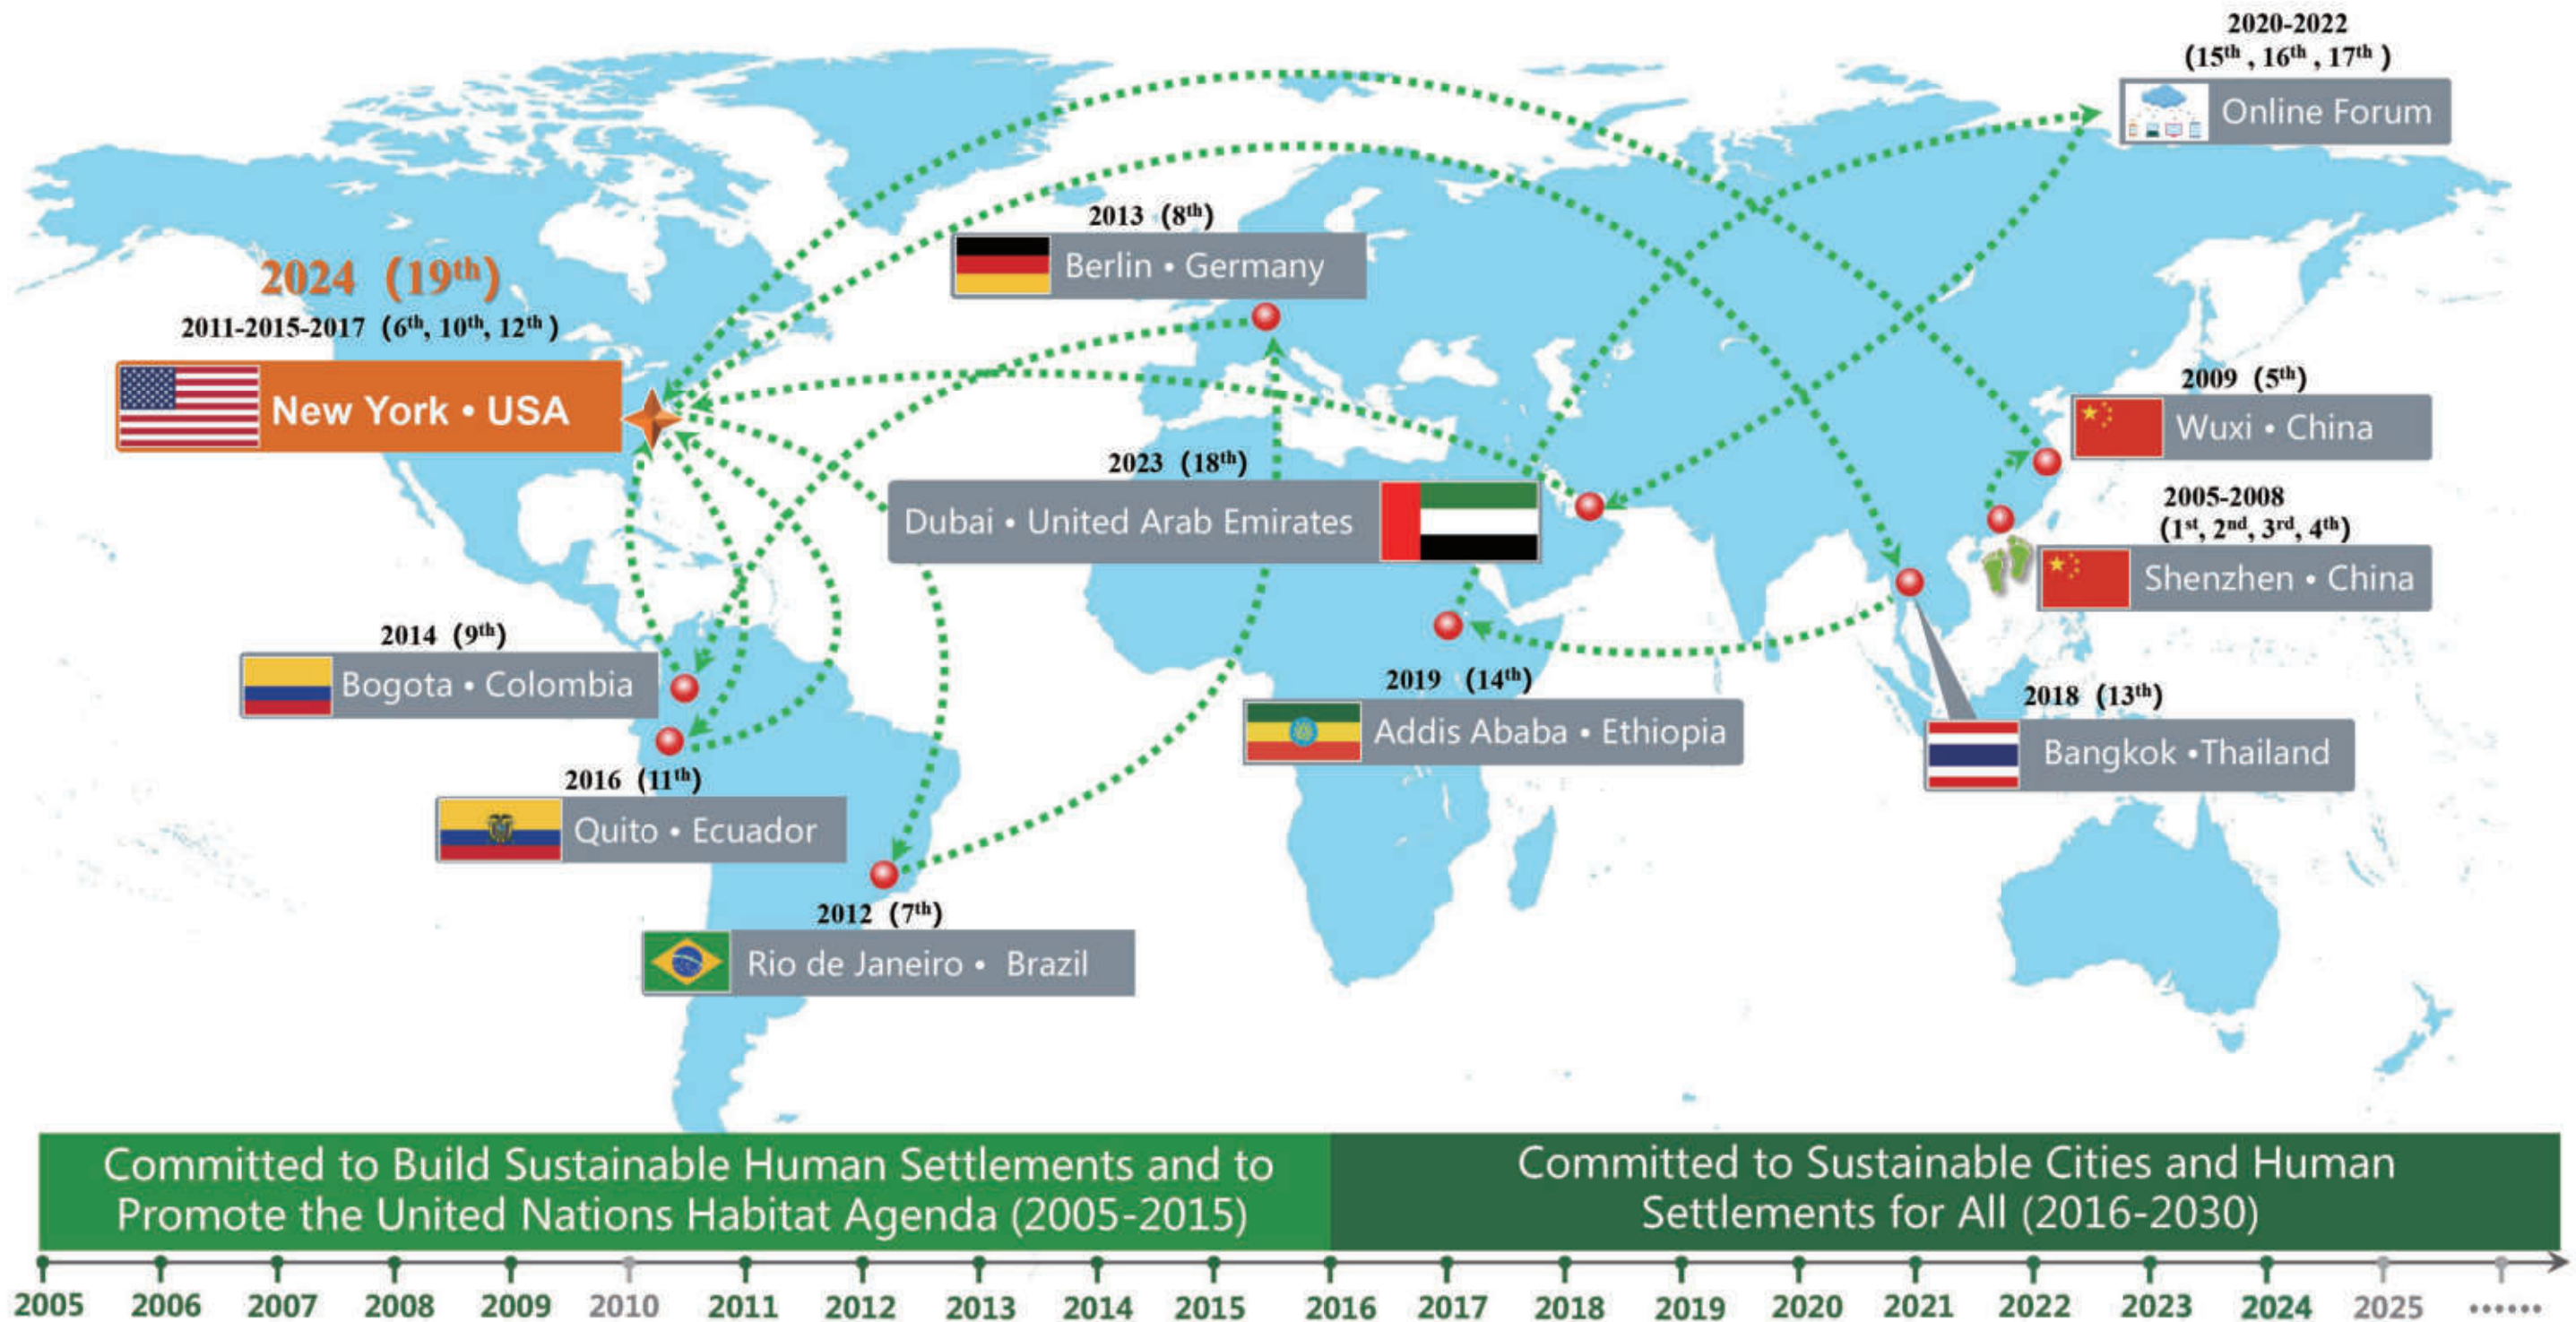 2020-2022
(15th , 16th , 17th )
Online Forum
2013 (8th)
Berlin • Germany
2024 (19th)
2011-2015-2017 (6th, 10th, 12th )
New York • USA
2009 (5th)
Wuxi • China
2023 (18th)
Dubai • United Arab Emirates
2005-2008
(1st, 2nd, 3rd, 4th)
Shenzhen • China
2014 (9th)
Bogota • Colombia
2019 (14th)
Addis Ababa • Ethiopia
2018 (13th)
Bangkok •Thailand
2016 (11th)
Quito • Ecuador
2012 (7th)
Rio de Janeiro • Brazil
Committed to Build Sustainable Human Settlements and to
Promote the United Nations Habitat Agenda (2005-2015)
Committed to Sustainable Cities and Human
Settlements for All (2016-2030)
2005 2006 2007 2008 2009 2010 2011 2012 2013 2014 2015 2016 2017 2018 2019 2020 2021 2022 2023 2024 2025 ······